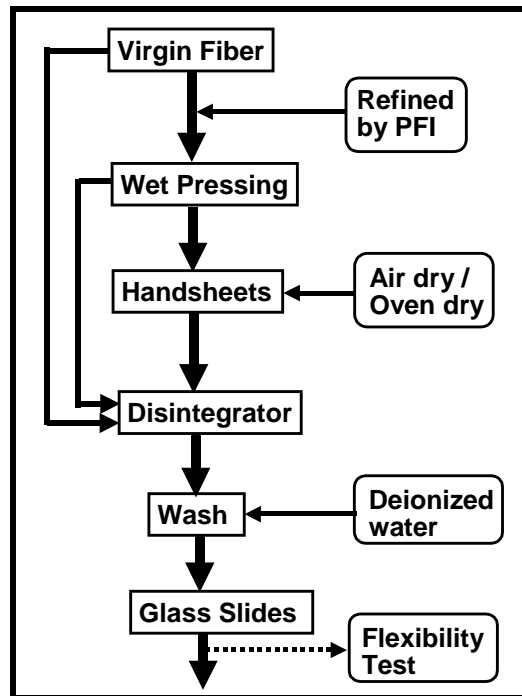 Virgin Fiber
Refined
by PFI
Wet Pressing
Air dry /
Oven dry
Handsheets
Disintegrator
Deionized
water
Wash
Glass Slides
Flexibility
Test